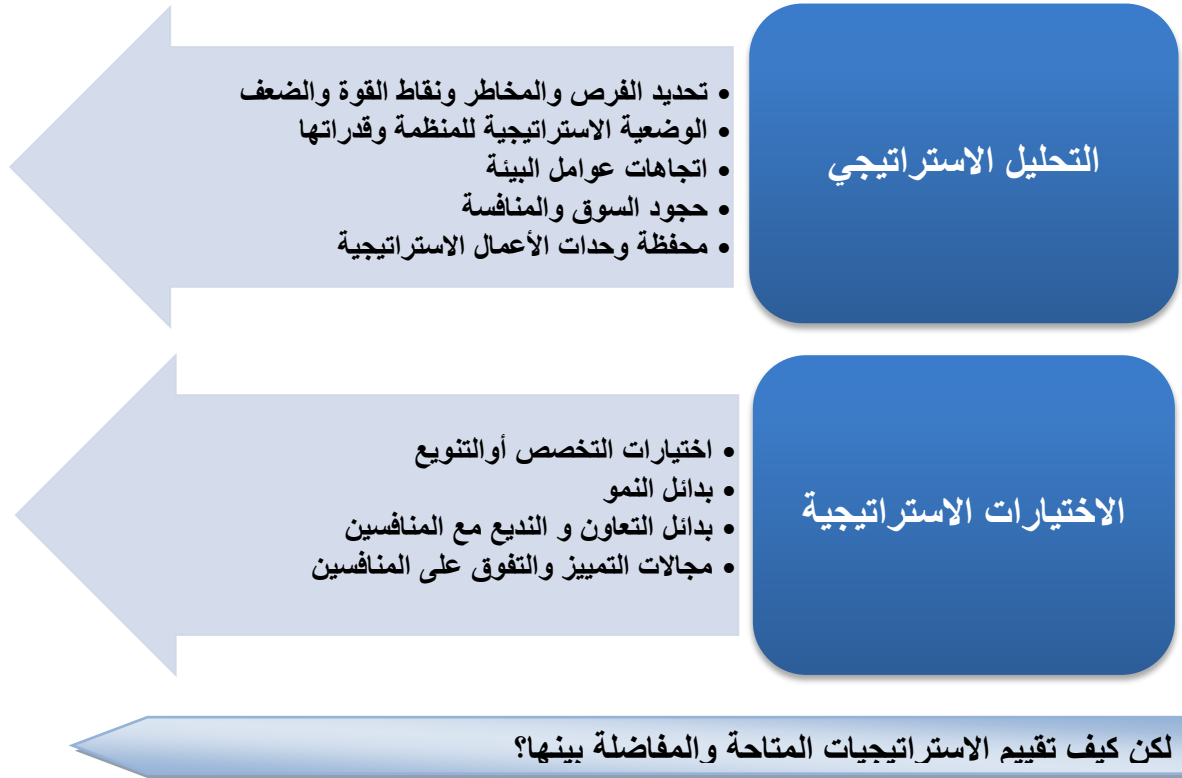 التحليل الاستراتيجي
• تحديد الفرص والمخاطر ونقاط القوة والضعف
• الوضعية الاستراتيجية للمنظمة وقدراتها
• اتجاهات عوامل البيئة
• حجود السوق والمنافسة
• محفظة وحدات الأعمال الاستراتيجية
الاختيارات الاستراتيجية
• اختيارات التخصص أوالتنويع
• بدائل النمو
• بدائل التعاون و النديع مع المنافسين
• مجالات التمييز والتفوق على المنافسين
لكن كيف تقييم الاستراتيجيات المتاحة والمفاضلة بينها؟